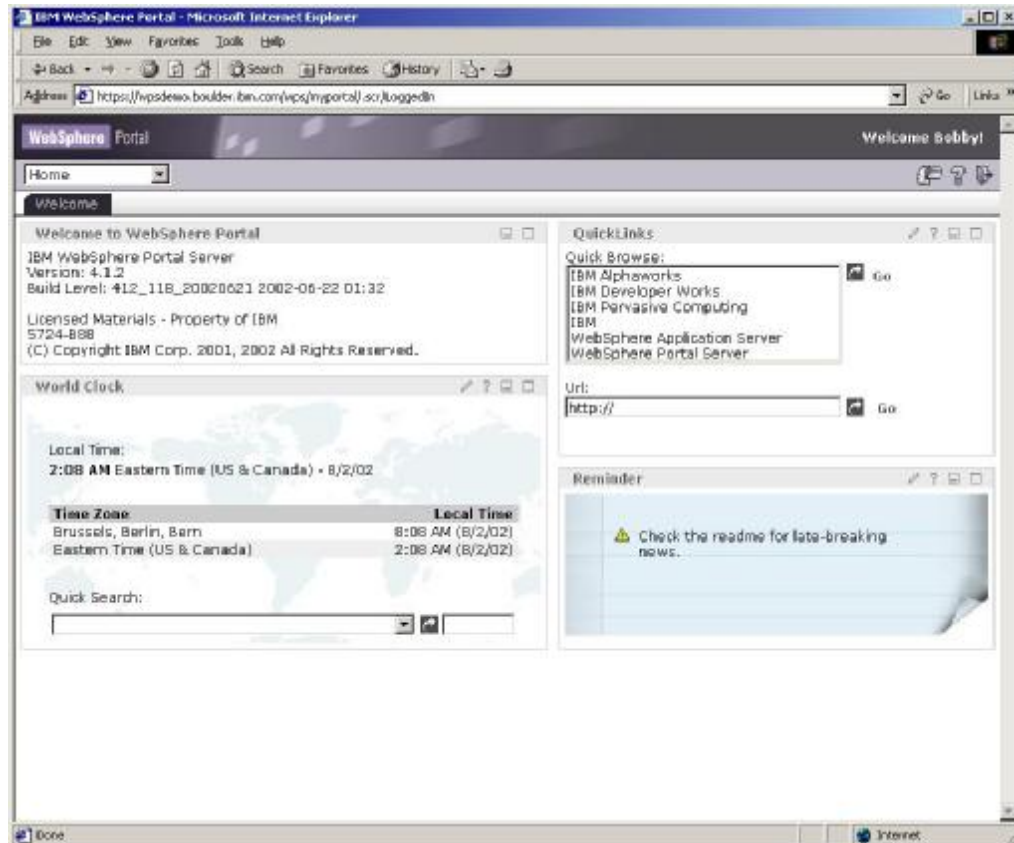 IBM WebSphere Portal - Microsoft Internet Explorer
File Edit View Favorites Tools Help
Back Search Favorites History
Address https://wpsdemo.boulder.ibm.com/wps/myportal/.scr/LoggedIn Go Links »
WebSphere Portal Welcome Bobby!
Home
Welcome
Welcome to WebSphere Portal
IBM WebSphere Portal Server
Version: 4.1.2
Build Level: 412_118_20020621 2002-06-22 01:32
Licensed Materials - Property of IBM
5724-B88
(C) Copyright IBM Corp. 2001, 2002 All Rights Reserved.
World Clock
Local Time:
2:08 AM Eastern Time (US & Canada) - 8/2/02
Time Zone Local Time
Brussels, Berlin, Bern 8:08 AM (8/2/02)
Eastern Time (US & Canada) 2:08 AM (8/2/02)
Quick Search:
QuickLinks
Quick Browse:
IBM Alphaworks
IBM Developer Works
IBM Pervasive Computing
IBM
WebSphere Application Server
WebSphere Portal Server
Go
Url:
http://
Go
Reminder
Check the readme for late-breaking
news.
Done Internet